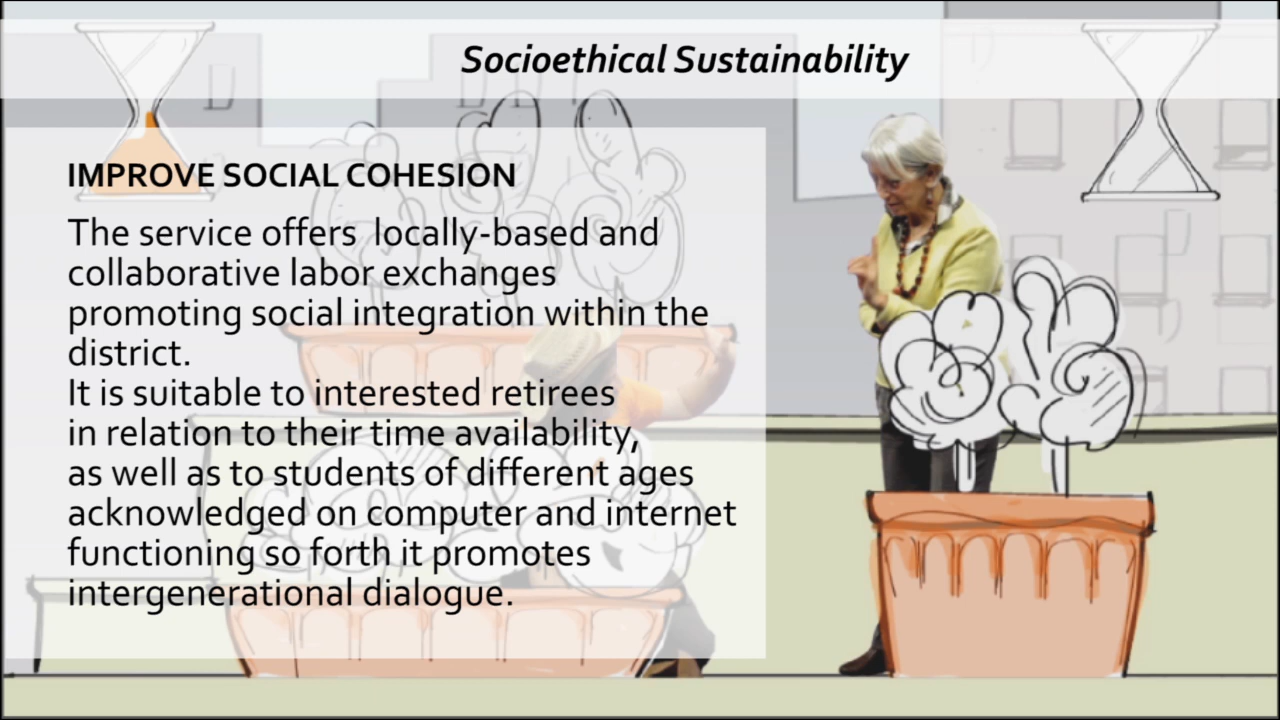 Socioethical Sustainability
IMPROVE SOCIAL COHESION
The service offers  locally-based and
collaborative labor exchanges
promoting social integration within the
district.
It is suitable to interested retirees
in relation to their time availability,
as well as to students of different ages
acknowledged on computer and internet
functioning so forth it promotes
intergenerational dialogue.